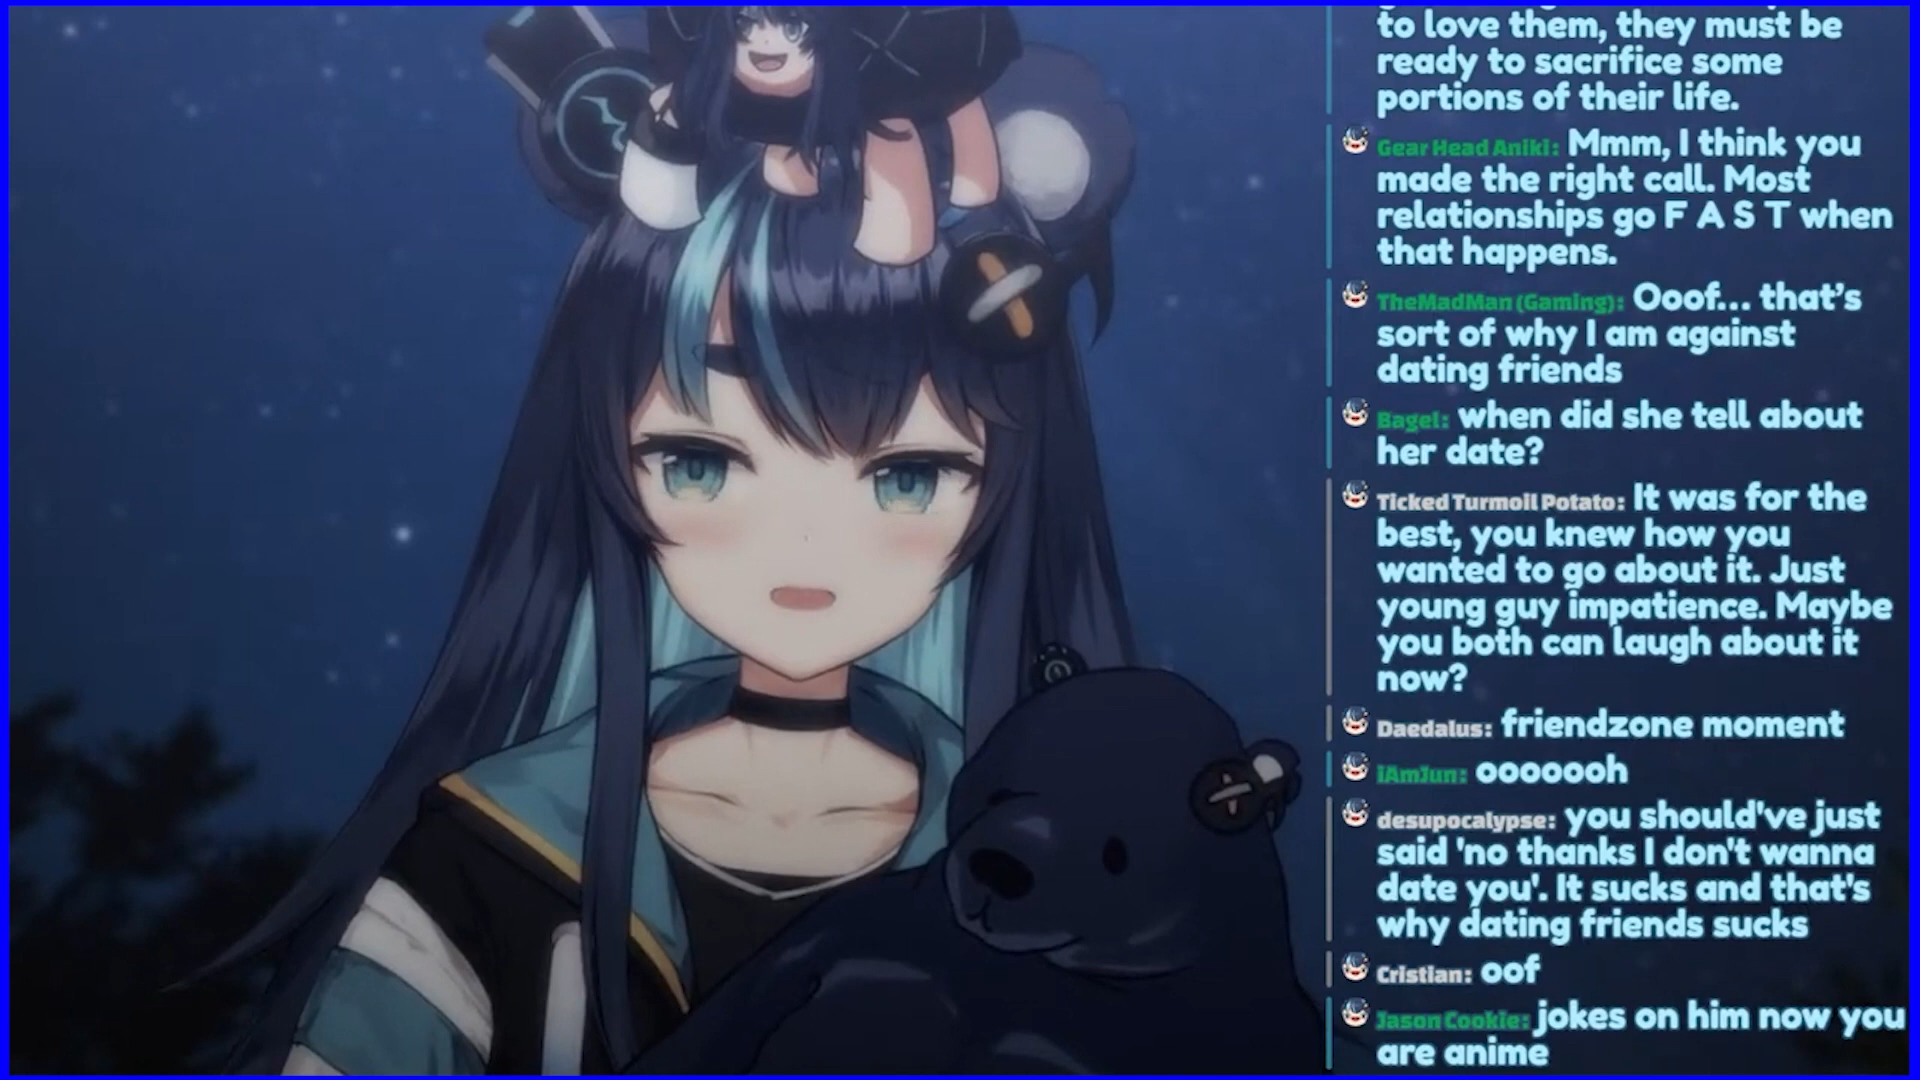 to love them, they must be
ready to sacrifice some
portions of their life.
Gear Head Aniki: Mmm, I think you
made the right call. Most
relationships go F A S T when
that happens.
TheMadMan (Gaming): Ooof... that’s
sort of why I am against
dating friends
Bagel: when did she tell about
her date?
Ticked Turmoil Potato: It was for the
best, you knew how you
wanted to go about it. Just
young guy impatience. Maybe
you both can laugh about it
now?
Daedalus: friendzone moment
iAmJun: ooooooh
desupocalypse: you should've just
said 'no thanks I don't wanna
date you'. It sucks and that's
why dating friends sucks
Cristian: oof
Jason Cookie: jokes on him now you
are anime